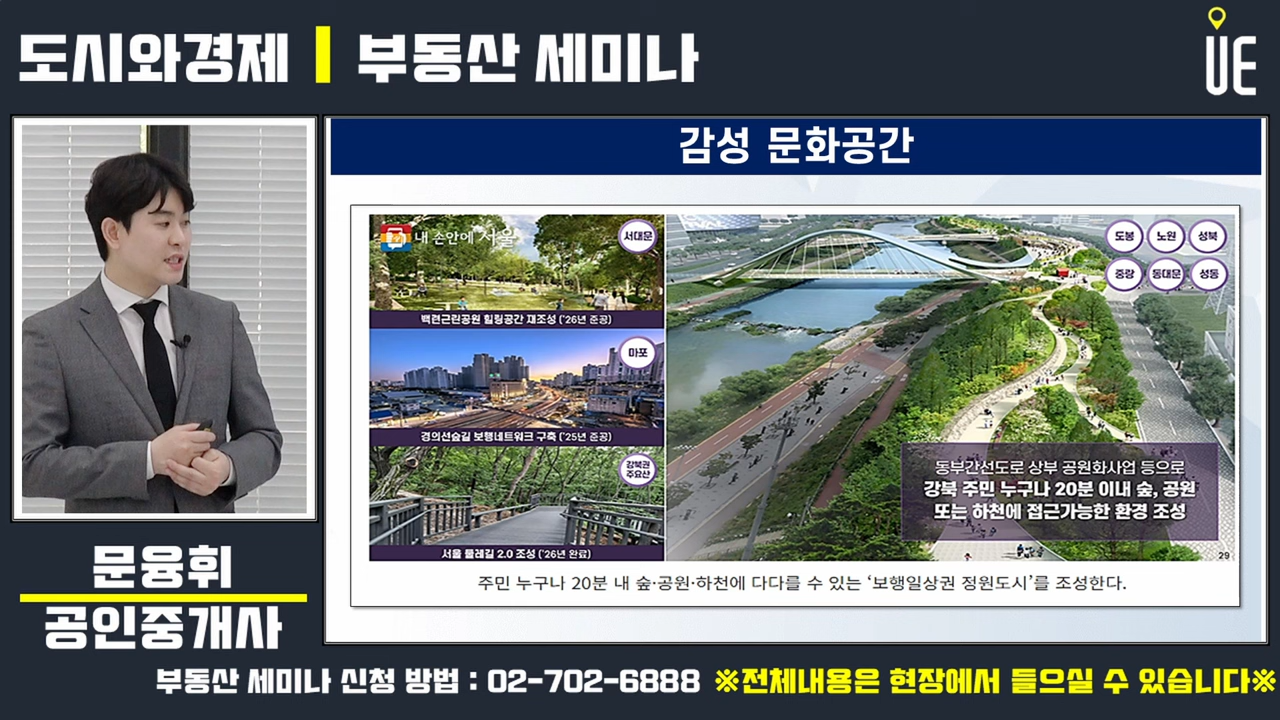 도시와경제 | 부동산 세미나
UE
감성 문화공간
내 손안에 서울
서대문
백련근린공원 힐링공간 재조성 ('26년 준공)
마포
경의선숲길 보행네트워크 구축 ('25년 준공)
강북권
주요산
서울 둘레길 2.0 조성 ('26년 완료)
도봉 노원 성북
중랑 동대문 성동
동부간선도로 상부 공원화사업 등으로
강북 주민 누구나 20분 이내 숲, 공원
또는 하천에 접근가능한 환경 조성
29
주민 누구나 20분 내 숲·공원·하천에 다다를 수 있는 '보행일상권 정원도시'를 조성한다.
문융휘
공인중개사
부동산 세미나 신청 방법 : 02-702-6888 ※전체내용은 현장에서 들으실 수 있습니다※